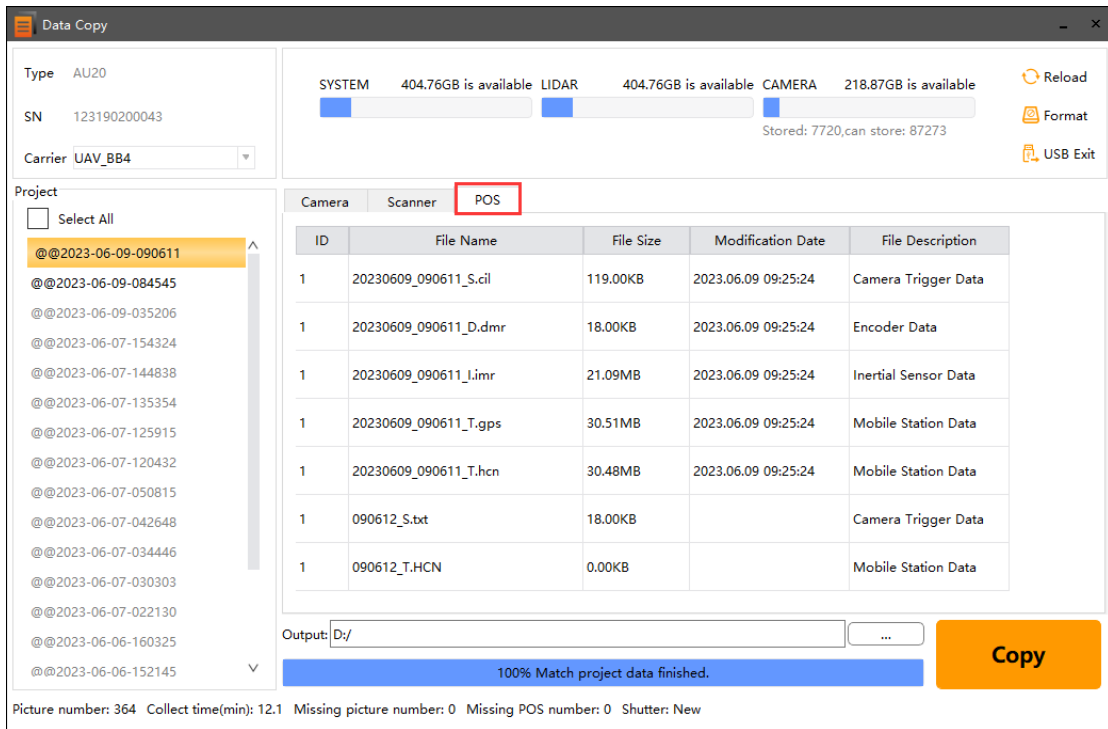 Data Copy
Type AU20
SN 123190200043
Carrier UAV_BB4
SYSTEM 404.76GB is available LIDAR 404.76GB is available CAMERA 218.87GB is available
Stored: 7720,can store: 87273
Reload
Format
USB Exit
Project
Select All
@@2023-06-09-090611
@@2023-06-09-084545
@@2023-06-09-035206
@@2023-06-07-154324
@@2023-06-07-144838
@@2023-06-07-135354
@@2023-06-07-125915
@@2023-06-07-120432
@@2023-06-07-050815
@@2023-06-07-042648
@@2023-06-07-034446
@@2023-06-07-030303
@@2023-06-07-022130
@@2023-06-06-160325
@@2023-06-06-152145
Camera Scanner POS
ID File Name File Size Modification Date File Description
1 20230609_090611_S.cil 119.00KB 2023.06.09 09:25:24 Camera Trigger Data
1 20230609_090611_D.dmr 18.00KB 2023.06.09 09:25:24 Encoder Data
1 20230609_090611_I.imr 21.09MB 2023.06.09 09:25:24 Inertial Sensor Data
1 20230609_090611_T.gps 30.51MB 2023.06.09 09:25:24 Mobile Station Data
1 20230609_090611_T.hcn 30.48MB 2023.06.09 09:25:24 Mobile Station Data
1 090612_S.txt 18.00KB Camera Trigger Data
1 090612_T.HCN 0.00KB Mobile Station Data
Output: D:/ ...
100% Match project data finished.
Copy
Picture number: 364 Collect time(min): 12.1 Missing picture number: 0 Missing POS number: 0 Shutter: New